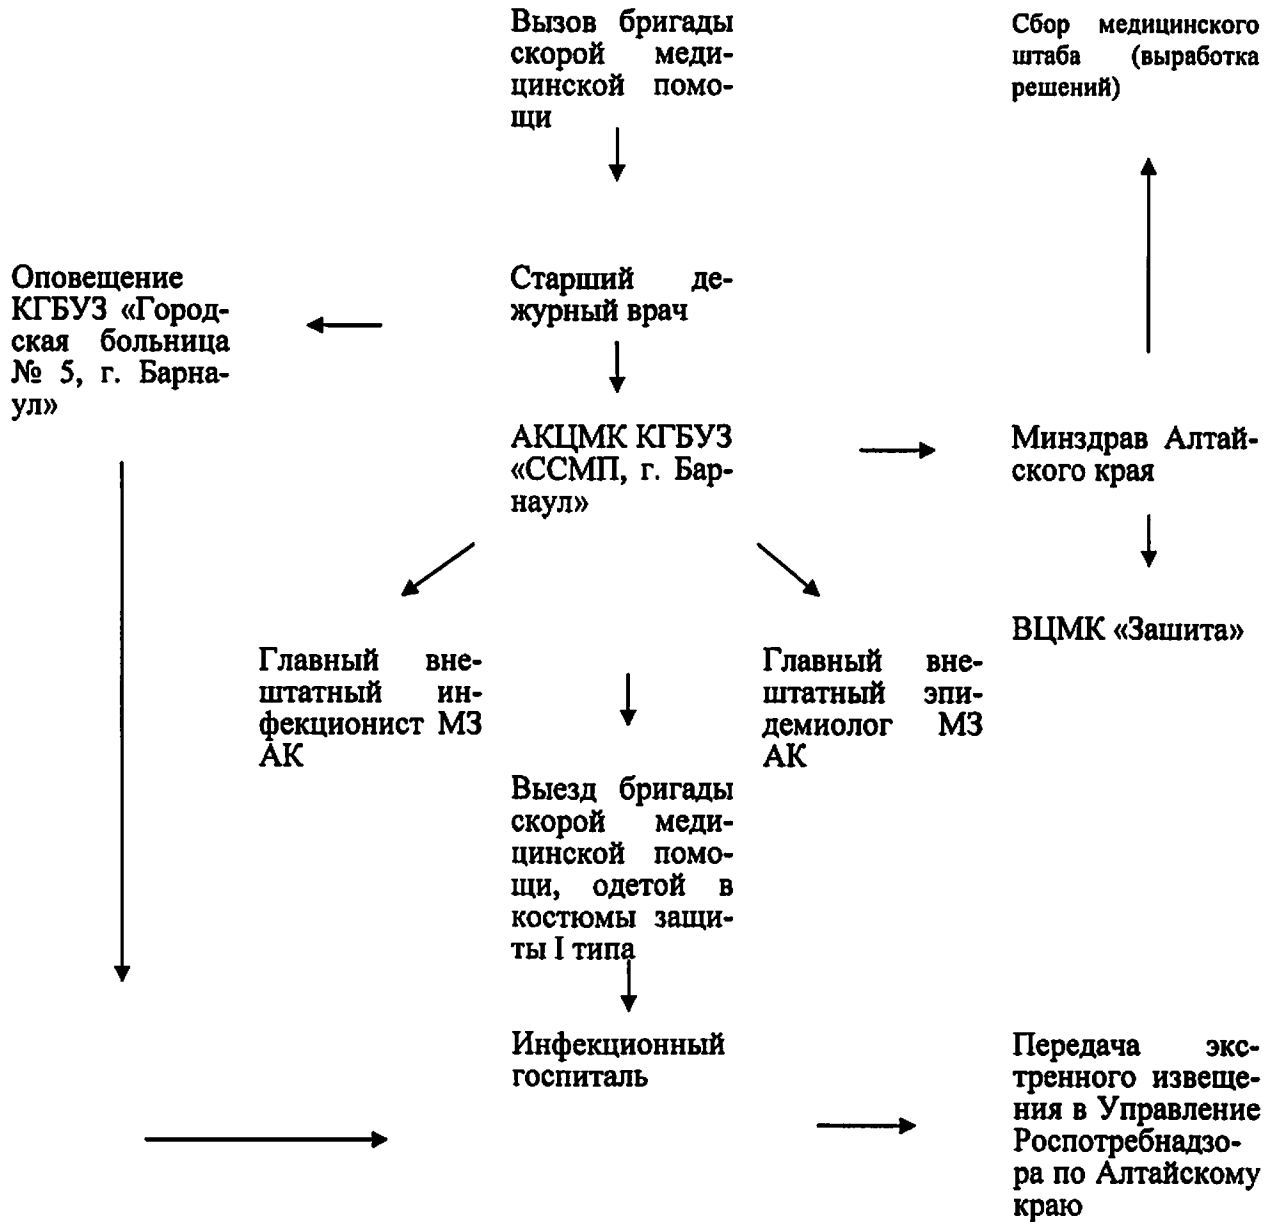 Вызов бригады
скорой меди-
цинской помо-
щи
Сбор медицинского
штаба (выработка
решений)
Оповещение
КГБУЗ «Город-
ская больница
№ 5, г. Барна-
ул»
Старший де-
журный врач
АКЦМК КГБУЗ
«ССМП, г. Бар-
наул»
Минздрав Алтай-
ского края
ВЦМК «Зашита»
Главный вне-
штатный ин-
фекционист МЗ
АК
Главный вне-
штатный эпи-
демиолог МЗ
АК
Выезд бригады
скорой меди-
цинской помо-
щи, одетой в
костюмы защи-
ты I типа
Инфекционный
госпиталь
Передача экс-
тренного извеще-
ния в Управление
Роспотребнадзо-
ра по Алтайскому
краю